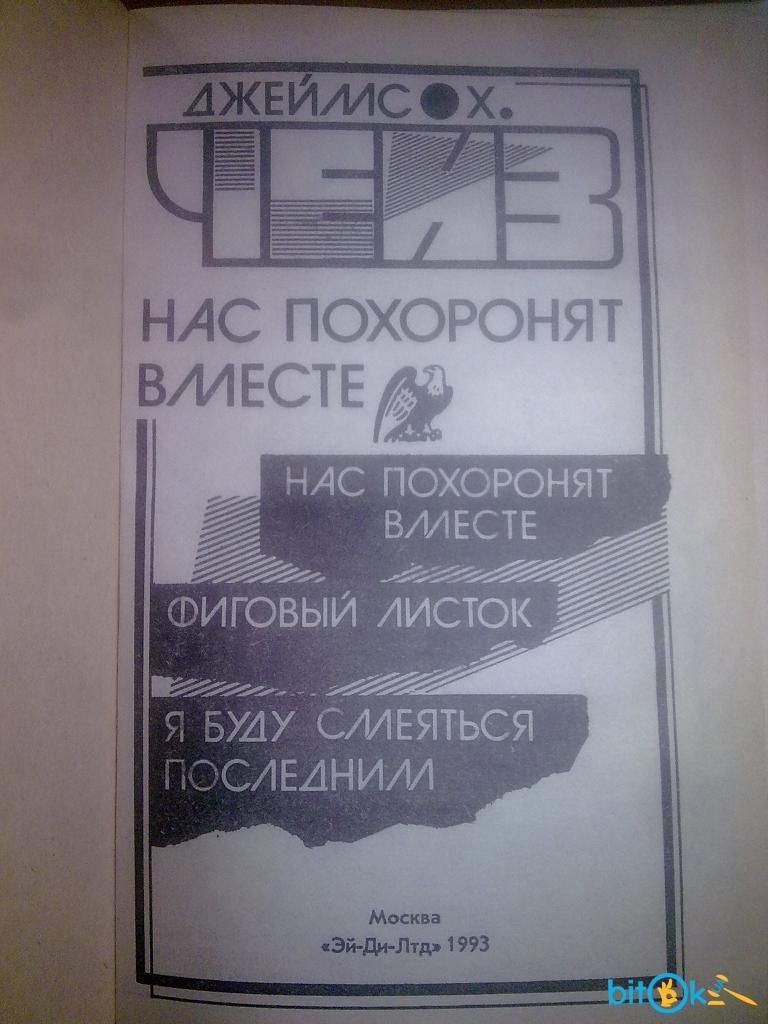 ДЖЕЙМС Х.
ЧЕЙЗ
НАС ПОХОРОНЯТ
ВМЕСТЕ
НАС ПОХОРОНЯТ
ВМЕСТЕ
ФИГОВЫЙ ЛИСТОК
Я БУДУ СМЕЯТЬСЯ
ПОСЛЕДНИМ
Москва
«Эй-Ди-Лтд» 1993
bitok